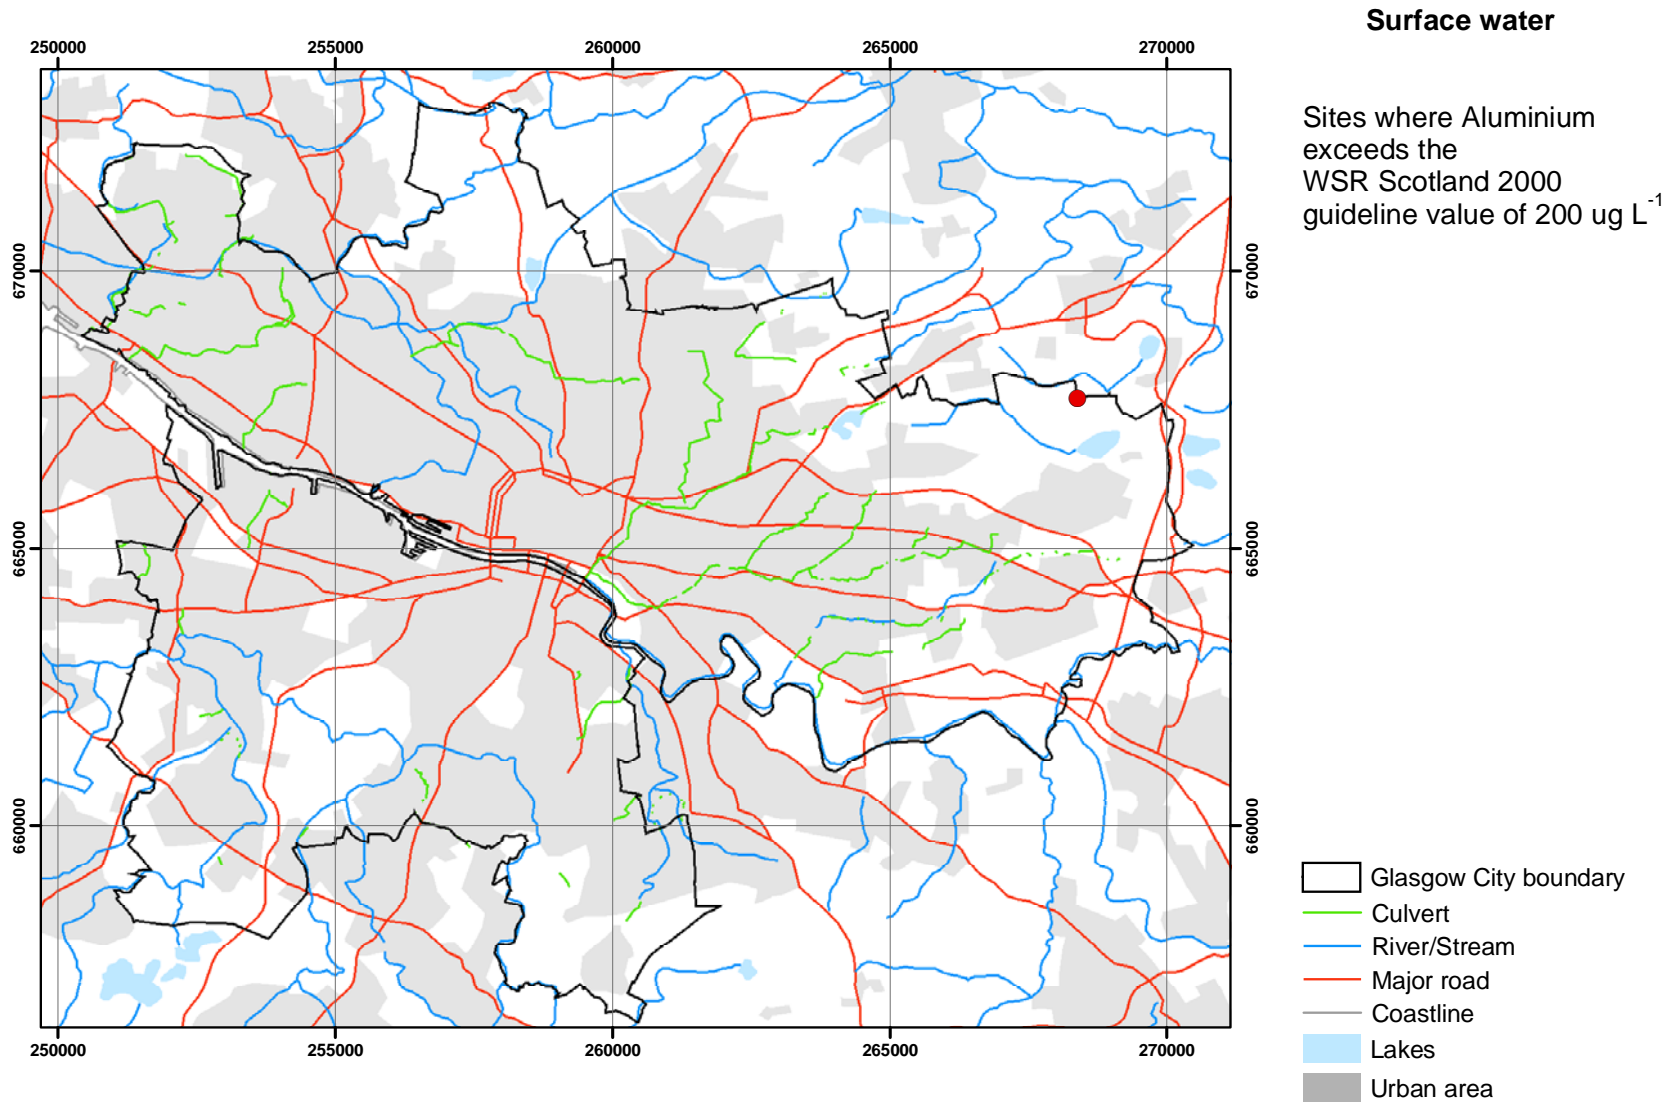 Surface water
250000 255000 260000 265000 270000
Sites where Aluminium
exceeds the
WSR Scotland 2000
guideline value of 200 ug L⁻¹
670000 670000
665000 665000
660000 660000
Glasgow City boundary
Culvert
River/Stream
Major road
Coastline
Lakes
Urban area
250000 255000 260000 265000 270000